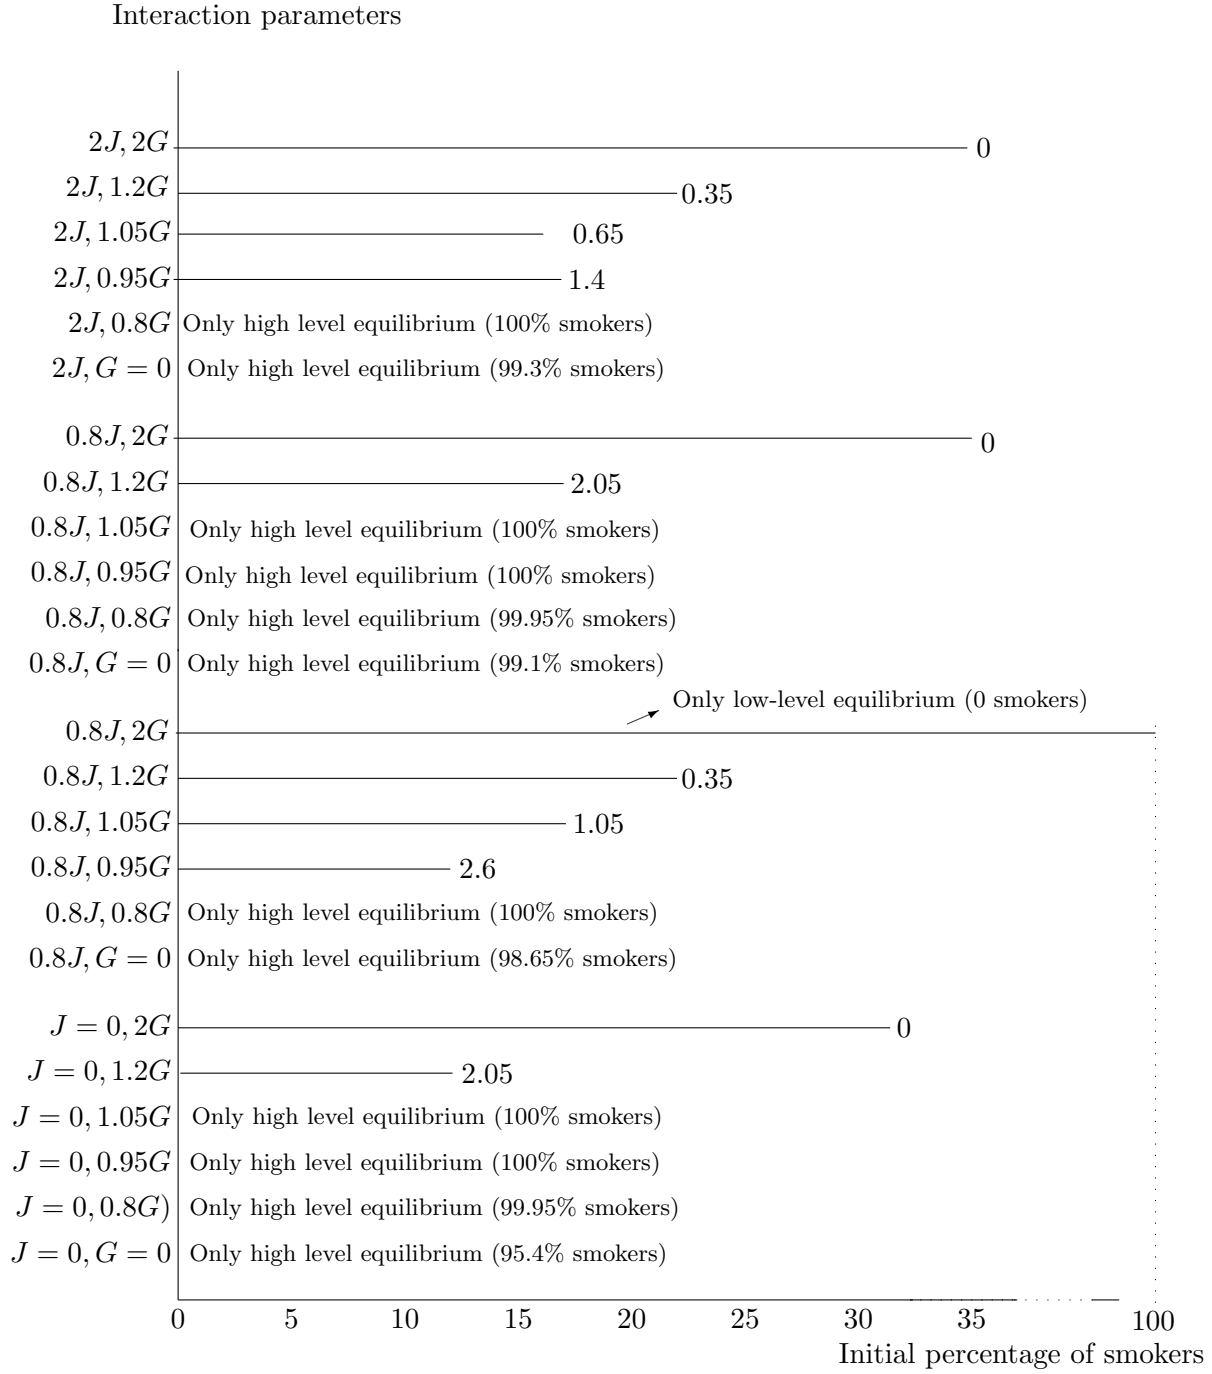 Interaction parameters
2J, 2G 0
2J, 1.2G 0.35
2J, 1.05G 0.65
2J, 0.95G 1.4
2J, 0.8G Only high level equilibrium (100% smokers)
2J, G = 0 Only high level equilibrium (99.3% smokers)
0.8J, 2G 0
0.8J, 1.2G 2.05
0.8J, 1.05G Only high level equilibrium (100% smokers)
0.8J, 0.95G Only high level equilibrium (100% smokers)
0.8J, 0.8G Only high level equilibrium (99.95% smokers)
0.8J, G = 0 Only high level equilibrium (99.1% smokers)
Only low-level equilibrium (0 smokers)
0.8J, 2G
0.8J, 1.2G 0.35
0.8J, 1.05G 1.05
0.8J, 0.95G 2.6
0.8J, 0.8G Only high level equilibrium (100% smokers)
0.8J, G = 0 Only high level equilibrium (98.65% smokers)
J = 0, 2G 0
J = 0, 1.2G 2.05
J = 0, 1.05G Only high level equilibrium (100% smokers)
J = 0, 0.95G Only high level equilibrium (100% smokers)
J = 0, 0.8G) Only high level equilibrium (99.95% smokers)
J = 0, G = 0 Only high level equilibrium (95.4% smokers)
0 5 10 15 20 25 30 35 100
Initial percentage of smokers